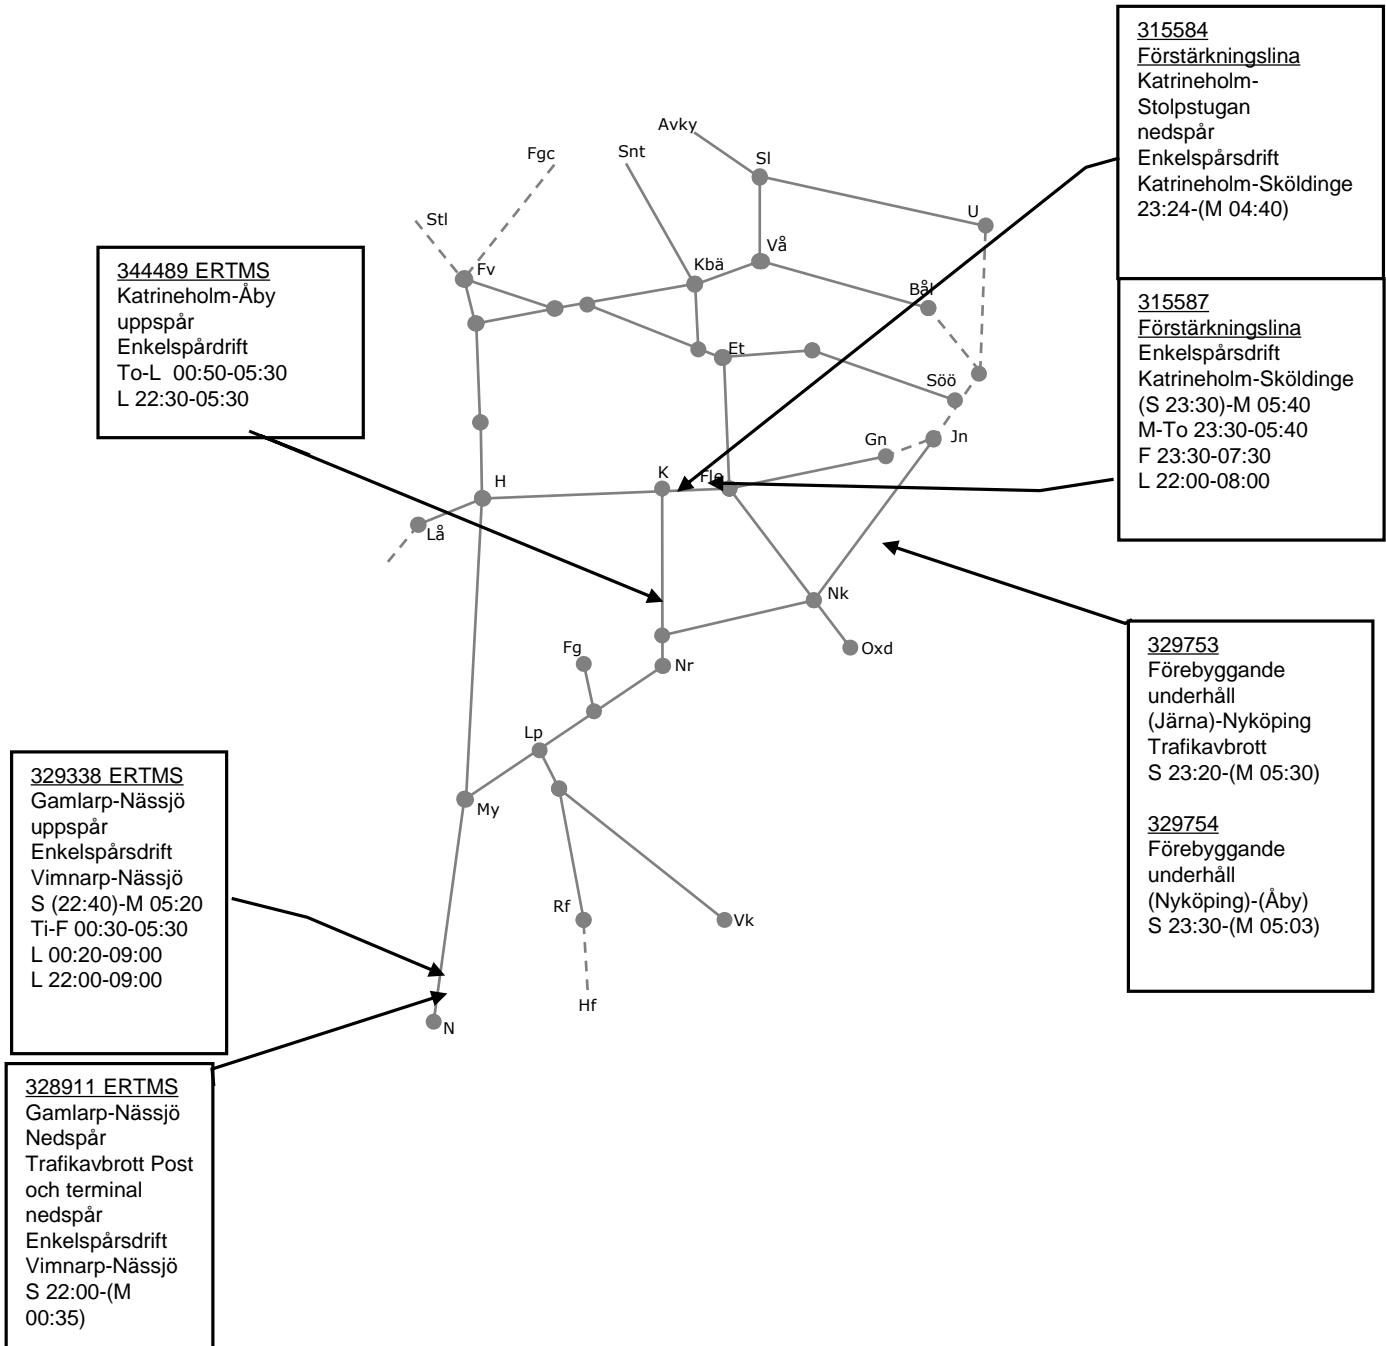 315584
Förstärkningslina
Katrineholm-
Stolpstugan
nedspår
Enkelspårsdrift
Katrineholm-Sköldinge
23:24-(M 04:40)
315587
Förstärkningslina
Enkelspårsdrift
Katrineholm-Sköldinge
(S 23:30)-M 05:40
M-To 23:30-05:40
F 23:30-07:30
L 22:00-08:00
344489 ERTMS
Katrineholm-Åby
uppspår
Enkelspårdrift
To-L  00:50-05:30
L 22:30-05:30
Avky
Fgc
Snt
Sl
Stl
U
Vå
Fv
Kbä
Bål
Et
Söö
Gn
Jn
H
K
Fle
Lå
Nk
Oxd
Fg
Nr
Lp
My
Rf
Vk
Hf
N
329753
Förebyggande
underhåll
(Järna)-Nyköping
Trafikavbrott
S 23:20-(M 05:30)
329754
Förebyggande
underhåll
(Nyköping)-(Åby)
S 23:30-(M 05:03)
329338 ERTMS
Gamlarp-Nässjö
uppspår
Enkelspårsdrift
Vimnarp-Nässjö
S (22:40)-M 05:20
Ti-F 00:30-05:30
L 00:20-09:00
L 22:00-09:00
328911 ERTMS
Gamlarp-Nässjö
Nedspår
Trafikavbrott Post
och terminal
nedspår
Enkelspårsdrift
Vimnarp-Nässjö
S 22:00-(M
00:35)